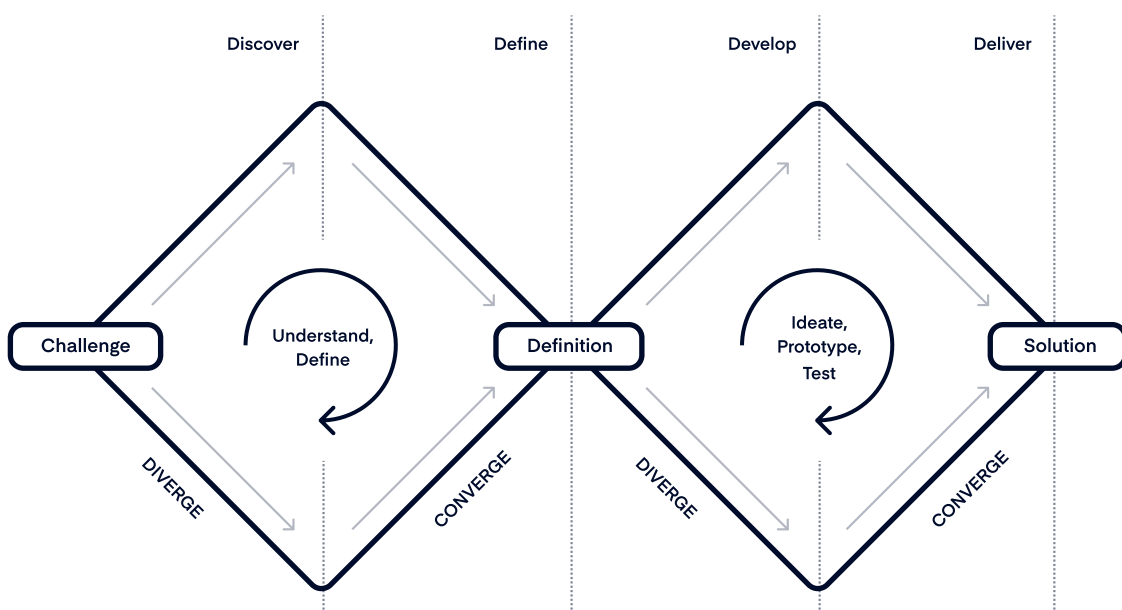 Discover
Define
Develop
Deliver
Challenge
Understand,
Define
Definition
Ideate,
Prototype,
Test
Solution
DIVERGE
CONVERGE
DIVERGE
CONVERGE